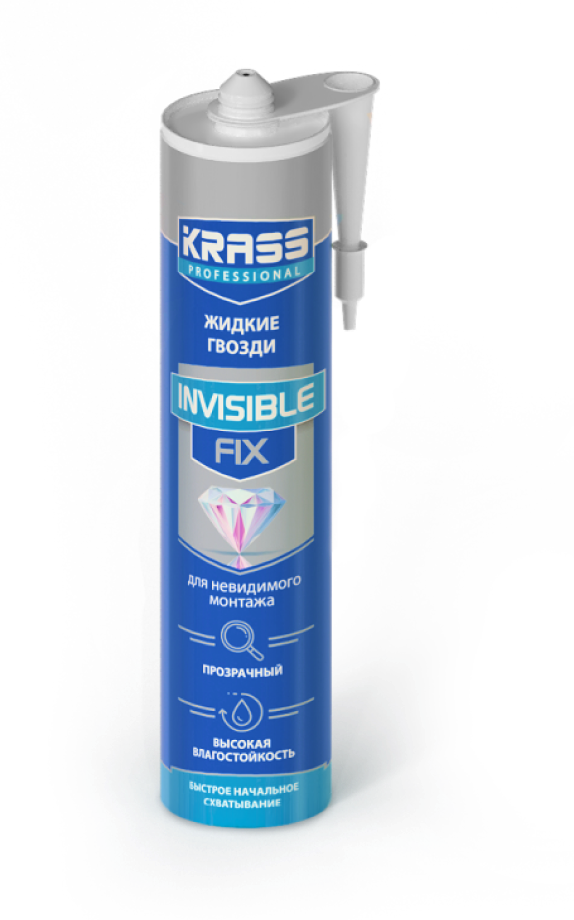 KRASS
PROFESSIONAL
ЖИДКИЕ
ГВОЗДИ
INVISIBLE
FIX
для невидимого
монтажа
ПРОЗРАЧНЫЙ
ВЫСОКАЯ
ВЛАГОСТОЙКОСТЬ
БЫСТРОЕ НАЧАЛЬНОЕ
СХВАТЫВАНИЕ